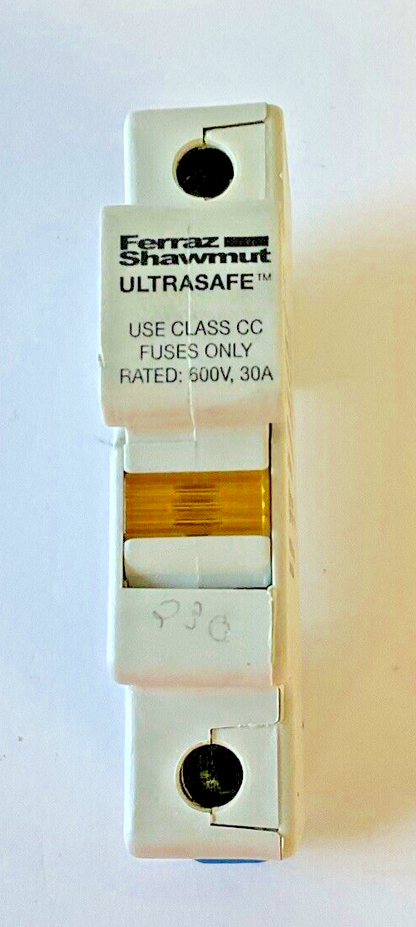 Ferraz
Shawmut
ULTRASAFE™
USE CLASS CC
FUSES ONLY
RATED: 600V, 30A